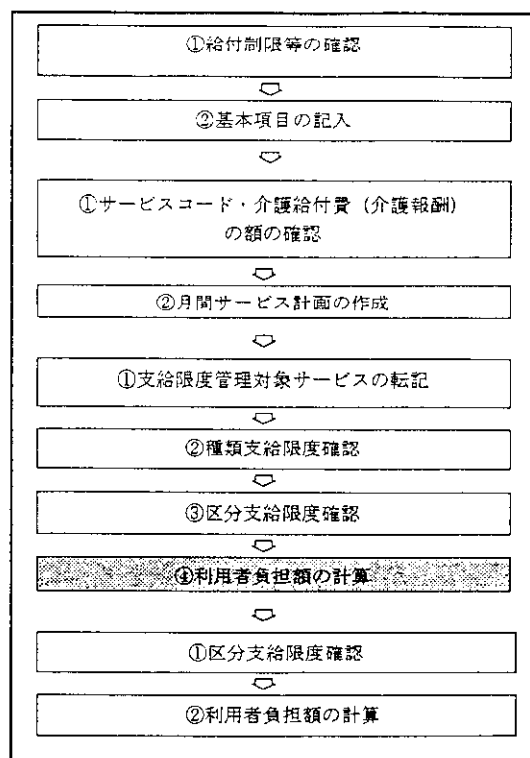 ①給付制限等の確認
②基本項目の記入
①サービスコード・介護給付費（介護報酬）
の額の確認
②月間サービス計画の作成
①支給限度管理対象サービスの転記
②種類支給限度確認
③区分支給限度確認
④利用者負担額の計算
①区分支給限度確認
②利用者負担額の計算